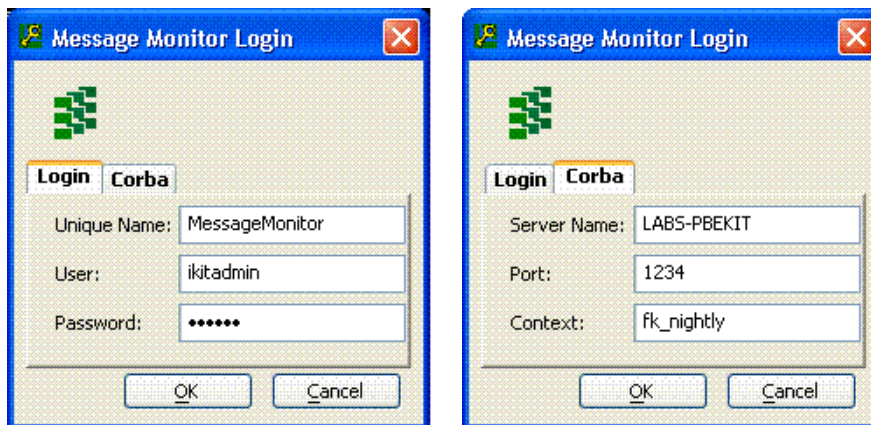 Message Monitor Login
Login Corba
Unique Name: MessageMonitor
User: ikitadmin
Password: ••••••
OK Cancel
Message Monitor Login
Login Corba
Server Name: LABS-PBEKIT
Port: 1234
Context: fk_nightly
OK Cancel